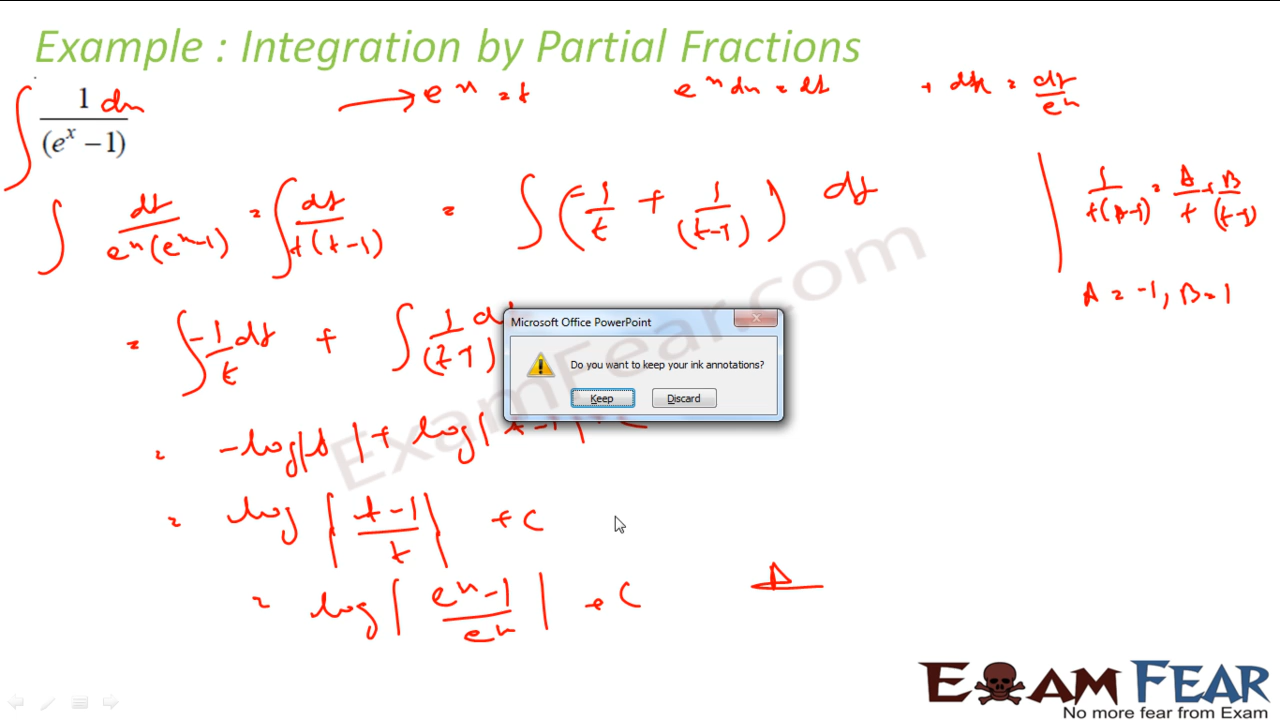 Example : Integration by Partial Fractions
∫ 1 dx / (e^x – 1) → e^x = t e^x dx = dt + dx = dt / e^x
∫ dt / e^x(e^x-1) = ∫ dt / t(t-1) = ∫ (-1/t + 1/(t-1)) dt
1/t(t-1) = A/t + B/(t-1)
A = -1, B=1
= ∫ -1/t dt + ∫ 1/(t-1) d
Microsoft Office PowerPoint
Do you want to keep your ink annotations?
Keep Discard
= -log|t| + log|t-1| + C
= log |t-1 / t| + C
= log |e^x-1 / e^x| + C
A
ExamFear.com
EXAM FEAR
No more fear from Exam